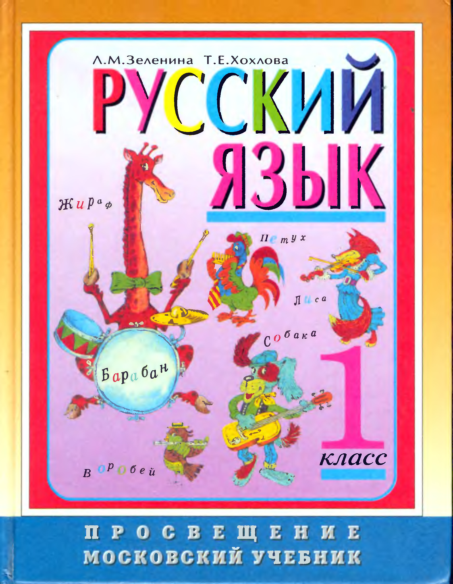 Л.М.Зеленина Т.Е.Хохлова
РУССКИЙ
ЯЗЫК
Жираф
Петух
Лиса
Собака
Барабан
Воробей
1
класс
ПРОСВЕЩЕНИЕ
МОСКОВСКИЙ УЧЕБНИК